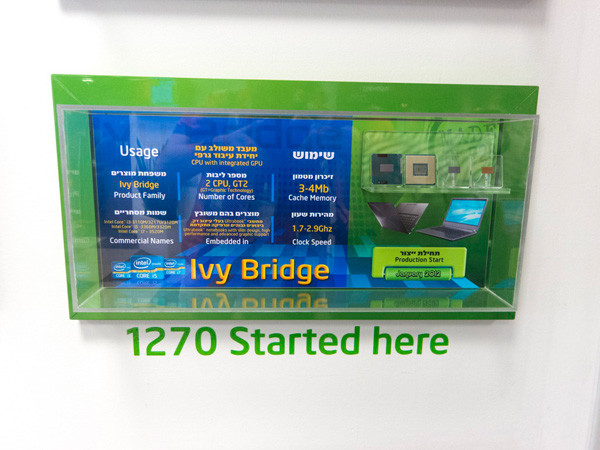 Usage
מעבד משולב עם
יחידת עיבוד גרפי
CPU with integrated GPU
שימוש
משפחת מוצרים
Ivy Bridge
Product Family
מספר ליבות
2 CPU, GT2
(GT=Graphic Technology)
Number of Cores
זיכרון מטמון
3-4Mb
Cache Memory
שמות מסחריים
Commercial Names
מוצרים בהם משובץ
Embedded in
מהירות שעון
1.7-2.9Ghz
Clock Speed
Ivy Bridge
תחילת ייצור
Production Start
January 2012
1270 Started here